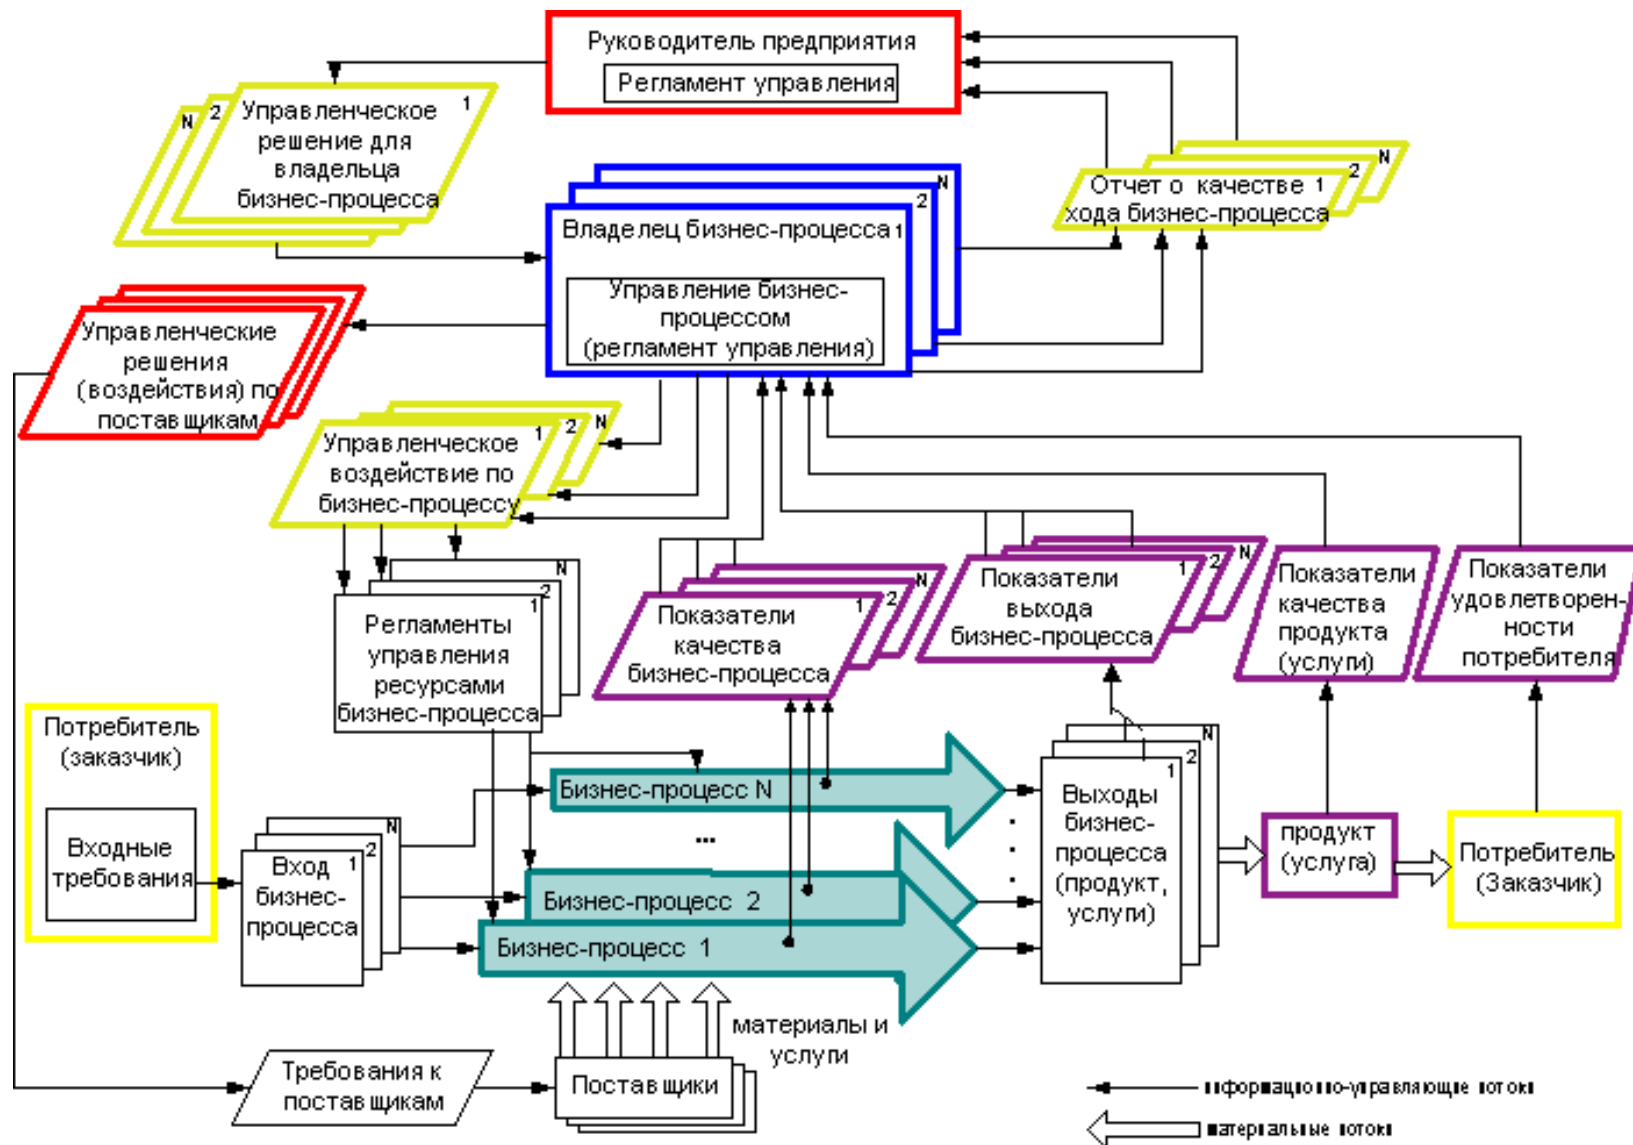 Руководитель предприятия
Регламент управления
Управленческое 1
решение для
владельца
бизнес-процесса
2
N
Отчет о качестве 1
хода бизнес-процесса
2
N
Владелец бизнес-процесса 1
2
N
Управление бизнес-
процессом
(регламент управления)
Управленческие
решения
(воздействия) по
поставщикам
Управленческое 1
воздействие по
бизнес-процессу
2
N
Регламенты 1
управления
ресурсами
бизнес-процесса
2
N
Показатели 1
качества
бизнес-процесса
2
N
Показатели 1
выхода
бизнес-процесса
2
N
Показатели
качества
продукта
(услуги)
Показатели
удовлетворен-
ности
потребителя
Потребитель
(заказчик)
Входные
требования
Вход 1
бизнес-
процесса
2
N
Бизнес-процесс N
...
Бизнес-процесс 2
Бизнес-процесс 1
Выходы 1
бизнес-
процесса
(продукт,
услуги)
2
N
продукт
(услуга)
Потребитель
(Заказчик)
материалы и
услуги
Требования к
поставщикам
Поставщики
информационно-управляющие потоки
материальные потоки